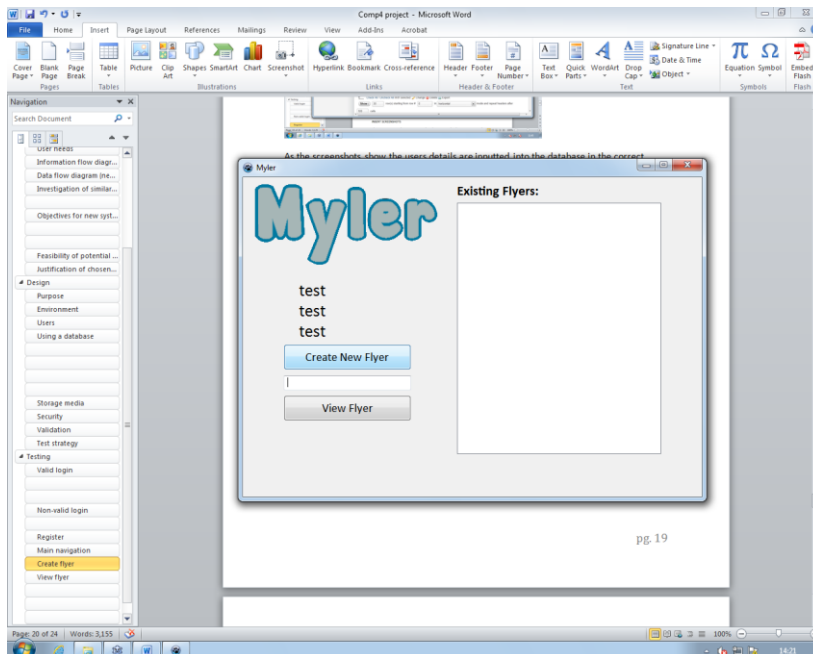 Comp4 project - Microsoft Word
File Home Insert Page Layout References Mailings Review View Add-Ins Acrobat
Cover Page Blank Page Page Break Table Picture Clip Art Shapes SmartArt Chart Screenshot Hyperlink Bookmark Cross-reference Header Footer Page Number Text Box Quick Parts WordArt Drop Cap Signature Line Date & Time Object Equation Symbol Embed Flash
Pages Tables Illustrations Links Header & Footer Text Symbols Flash
Navigation
Search Document
User needs
Information flow diagr...
Data flow diagram (ne...
Investigation of similar...
Objectives for new syst...
Feasibility of potential ...
Justification of chosen...
Design
Purpose
Environment
Users
Using a database
Storage media
Security
Validation
Test strategy
Testing
Valid login
Non-valid login
Register
Main navigation
Create flyer
View flyer
As the screenshots show the users details are inputted into the database in the correct
Myler
Myler
Existing Flyers:
test
test
test
Create New Flyer
View Flyer
pg. 19
Page: 20 of 24 Words: 3,155 100%
14:21